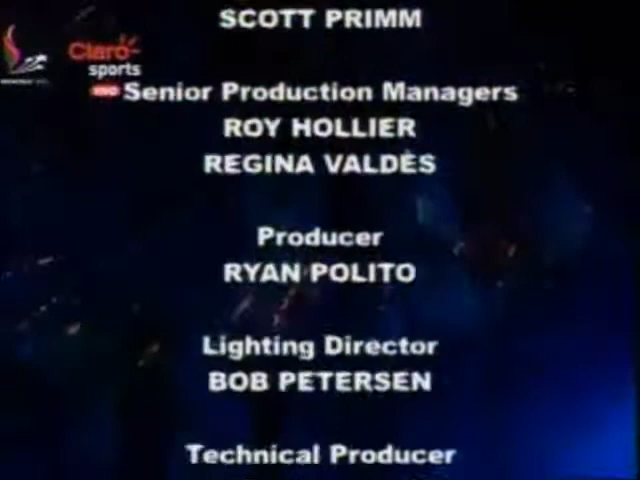 SCOTT PRIMM
Claro
sports
Senior Production Managers
ROY HOLLIER
REGINA VALDÈS
Producer
RYAN POLITO
Lighting Director
BOB PETERSEN
Technical Producer